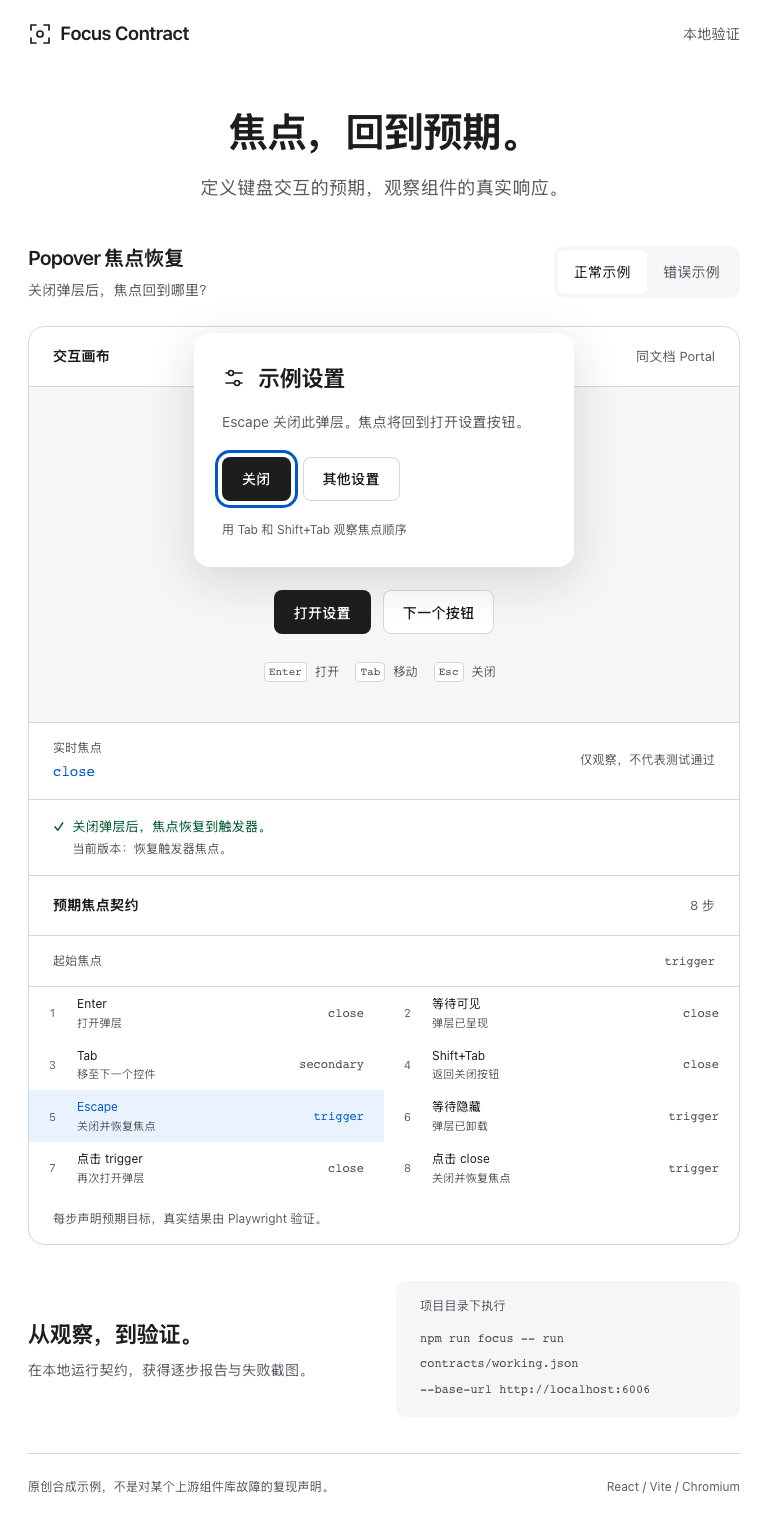 Focus Contract
本地验证
焦点，回到预期。
定义键盘交互的预期，观察组件的真实响应。
Popover 焦点恢复
关闭弹层后，焦点回到哪里？
正常示例
错误示例
交互画布
同文档 Portal
示例设置
Escape 关闭此弹层。焦点将回到打开设置按钮。
关闭
其他设置
用 Tab 和 Shift+Tab 观察焦点顺序
打开设置
下一个按钮
Enter 打开 Tab 移动 Esc 关闭
实时焦点
close
仅观察，不代表测试通过
关闭弹层后，焦点恢复到触发器。
当前版本：恢复触发器焦点。
预期焦点契约
8 步
起始焦点
trigger
1 Enter close
打开弹层
2 等待可见 close
弹层已呈现
3 Tab secondary
移至下一个控件
4 Shift+Tab close
返回关闭按钮
5 Escape trigger
关闭并恢复焦点
6 等待隐藏 trigger
弹层已卸载
7 点击 trigger close
再次打开弹层
8 点击 close trigger
关闭并恢复焦点
每步声明预期目标，真实结果由 Playwright 验证。
从观察，到验证。
在本地运行契约，获得逐步报告与失败截图。
项目目录下执行
npm run focus -- run
contracts/working.json
--base-url http://localhost:6006
原创合成示例，不是对某个上游组件库故障的复现声明。
React / Vite / Chromium